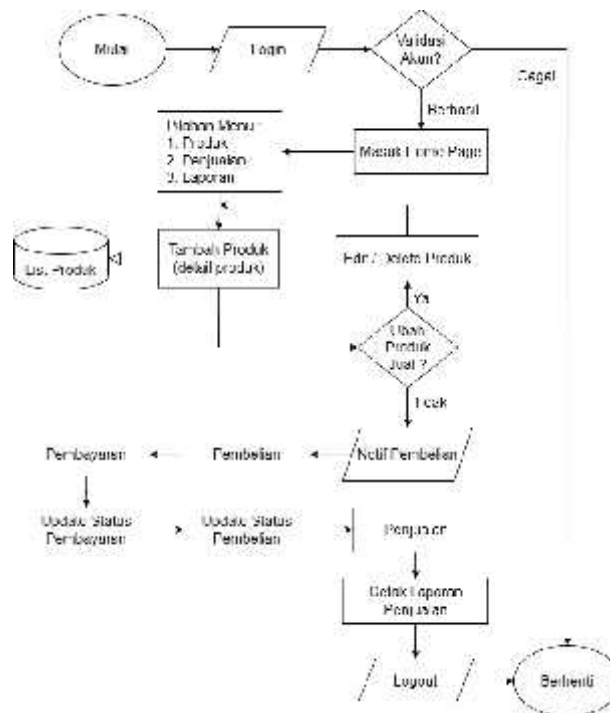 Mulai
Login
Validasi
Akun?
Gagal
Berhasil
Pilihan Menu :
1. Produk
2. Penjualan
3. Laporan
Masuk Home Page
List Produk
Tambah Produk
(detail produk)
Edit / Delete Produk
Ya
Ubah
Produk
Jual ?
Tidak
Pembayaran
Pembelian
Notif Pembelian
Update Status
Pembayaran
Update Status
Pembelian
Penjualan
Cetak Laporan
Penjualan
Logout
Berhenti